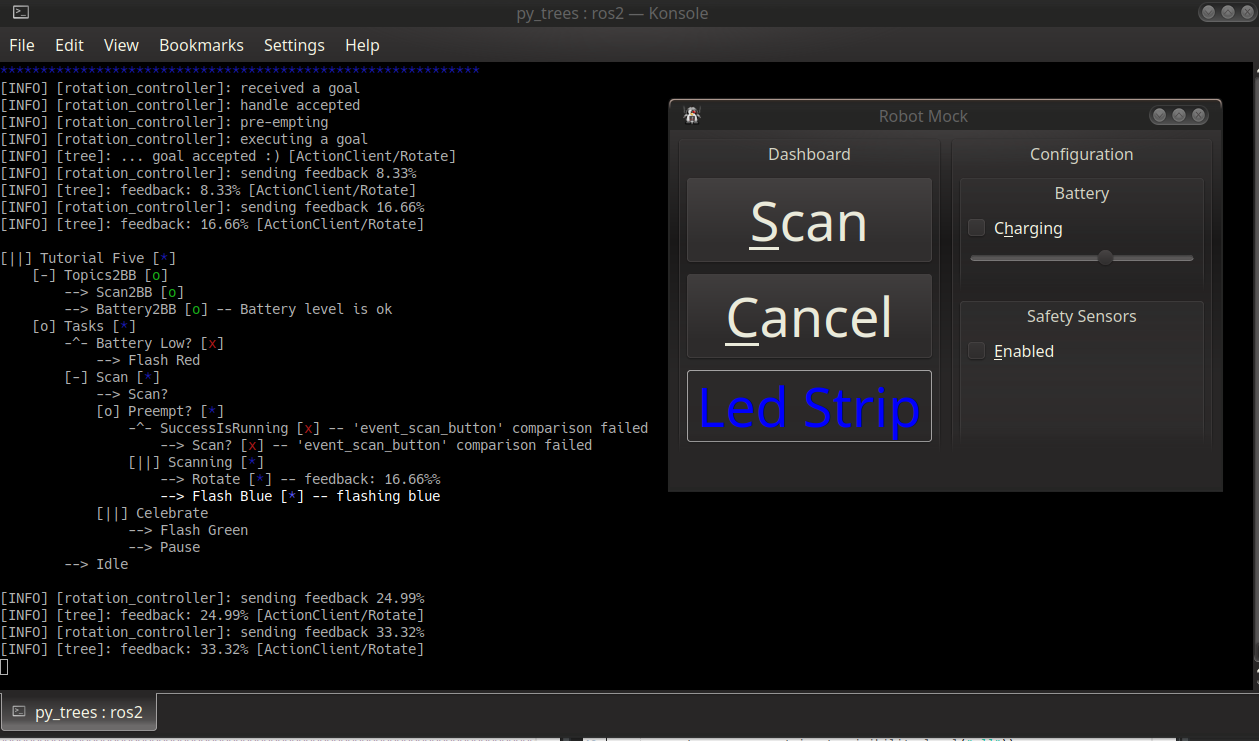 py_trees : ros2 — Konsole
File Edit View Bookmarks Settings Help
************************************************************
[INFO] [rotation_controller]: received a goal
[INFO] [rotation_controller]: handle accepted
[INFO] [rotation_controller]: pre-empting
[INFO] [rotation_controller]: executing a goal
[INFO] [tree]: ... goal accepted :) [ActionClient/Rotate]
[INFO] [rotation_controller]: sending feedback 8.33%
[INFO] [tree]: feedback: 8.33% [ActionClient/Rotate]
[INFO] [rotation_controller]: sending feedback 16.66%
[INFO] [tree]: feedback: 16.66% [ActionClient/Rotate]
[||] Tutorial Five [*]
[-] Topics2BB [o]
--> Scan2BB [o]
--> Battery2BB [o] -- Battery level is ok
[o] Tasks [*]
-^- Battery Low? [x]
--> Flash Red
[-] Scan [*]
--> Scan?
[o] Preempt? [*]
-^- SuccessIsRunning [x] -- 'event_scan_button' comparison failed
--> Scan? [x] -- 'event_scan_button' comparison failed
[||] Scanning [*]
--> Rotate [*] -- feedback: 16.66%%
--> Flash Blue [*] -- flashing blue
[||] Celebrate
--> Flash Green
--> Pause
--> Idle
[INFO] [rotation_controller]: sending feedback 24.99%
[INFO] [tree]: feedback: 24.99% [ActionClient/Rotate]
[INFO] [rotation_controller]: sending feedback 33.32%
[INFO] [tree]: feedback: 33.32% [ActionClient/Rotate]
Robot Mock
Dashboard
Scan
Cancel
Led Strip
Configuration
Battery
Charging
Safety Sensors
Enabled
py_trees : ros2